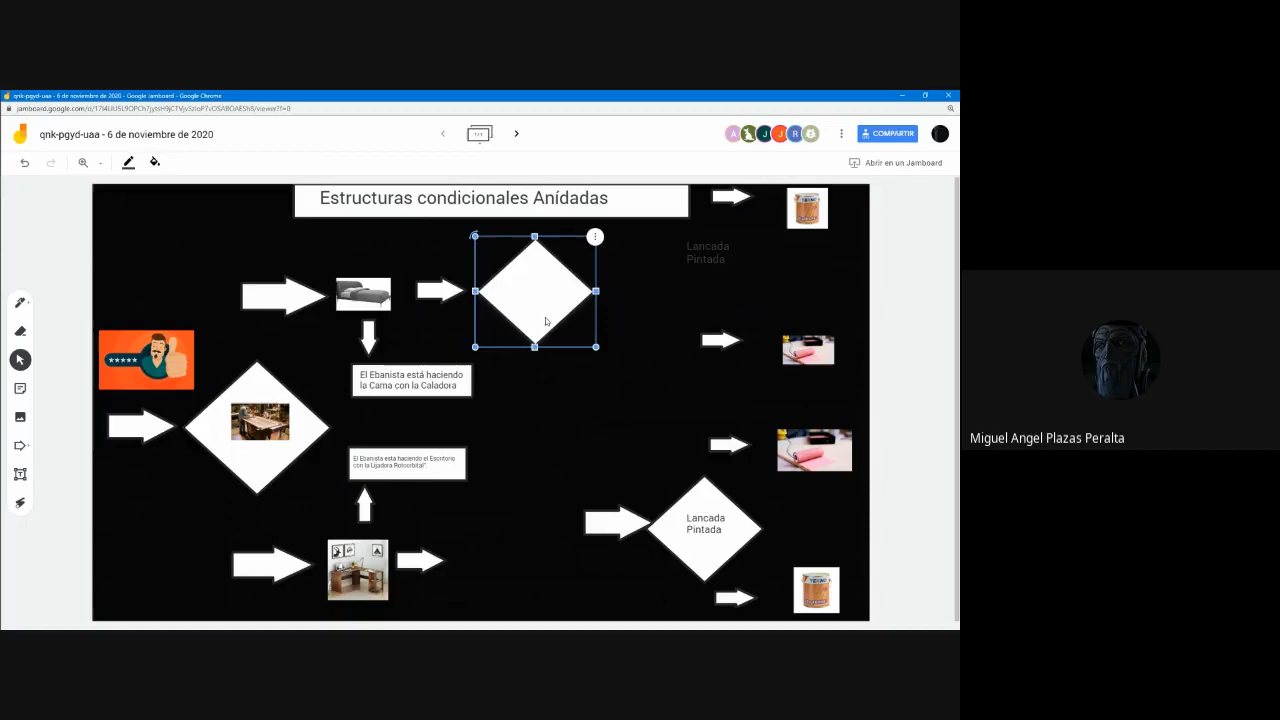 qnk-pgyd-uaa - 6 de noviembre de 2020 - Google Jamboard - Google Chrome
qnk-pgyd-uaa - 6 de noviembre de 2020
COMPARTIR
Abrir en un Jamboard
Estructuras condicionales Anídadas
Lancada
Pintada
El Ebanista está haciendo
la Cama con la Caladora
El Ebanista está haciendo el Escritorio
con la Lijadora Rotoorbital".
Lancada
Pintada
Miguel Angel Plazas Peralta